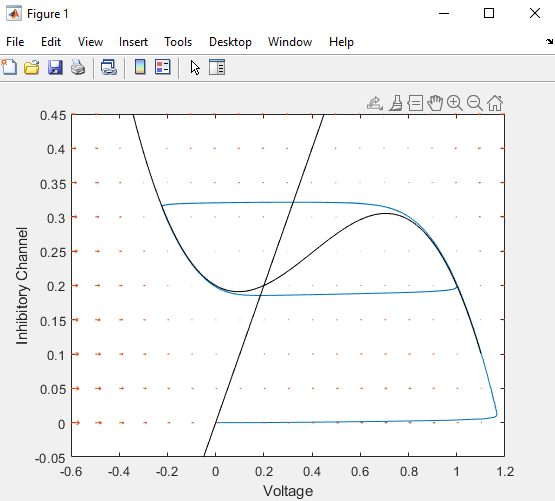 Figure 1
File Edit View Insert Tools Desktop Window Help
0.45
0.4
0.35
0.3
0.25
0.2
0.15
0.1
0.05
0
-0.05
Inhibitory Channel
-0.6 -0.4 -0.2 0 0.2 0.4 0.6 0.8 1 1.2
Voltage